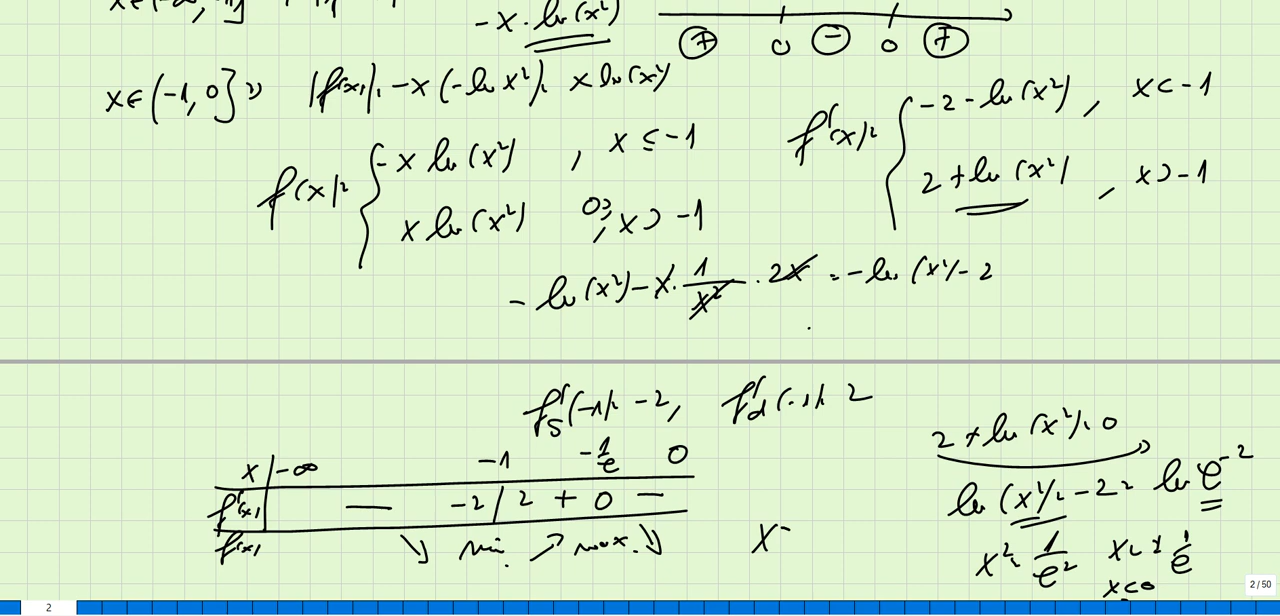 - x · ln(x²)
+ 0 - 0 +
x ∈ (-1, 0] ⇒ |f(x)| = -x (-ln x²) = x ln(x²)
f(x) = { -x ln(x²) , x ≤ -1
x ln(x²) , 0 ≥ x > -1
f'(x) = { -2 - ln(x²) , x < -1
2 + ln(x²) , x > -1
- ln(x²) - x · 1/x² · 2x = - ln(x²) - 2
f's(-1) = -2, f'd(-1) = 2
x | -∞ -1 -1/e 0
f'(x) | — -2 / 2 + 0 —
f(x) ↘ min. ↗ max. ↘
x
2 + ln(x²) = 0
ln(x²) = -2 = ln e⁻²
x² = 1/e² x = ± 1/e
x<0
2 / 50
2